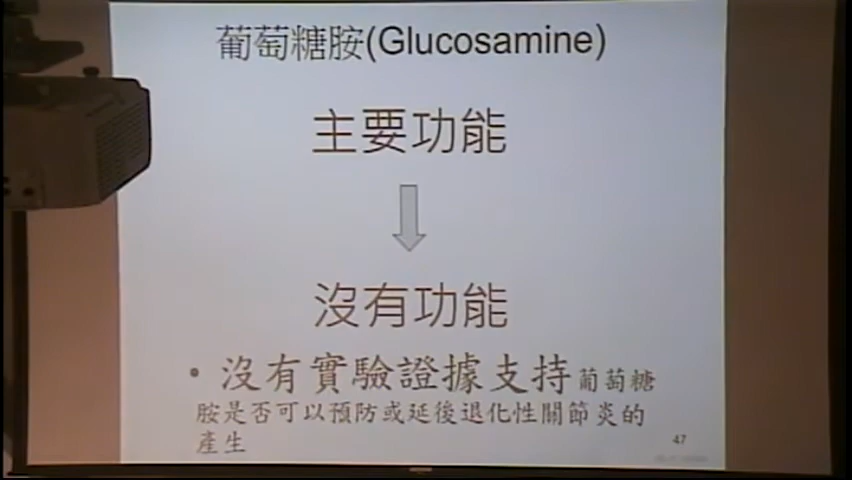 葡萄糖胺(Glucosamine)
主要功能
沒有功能
• 沒有實驗證據支持葡萄糖
胺是否可以預防或延後退化性關節炎的
產生
47